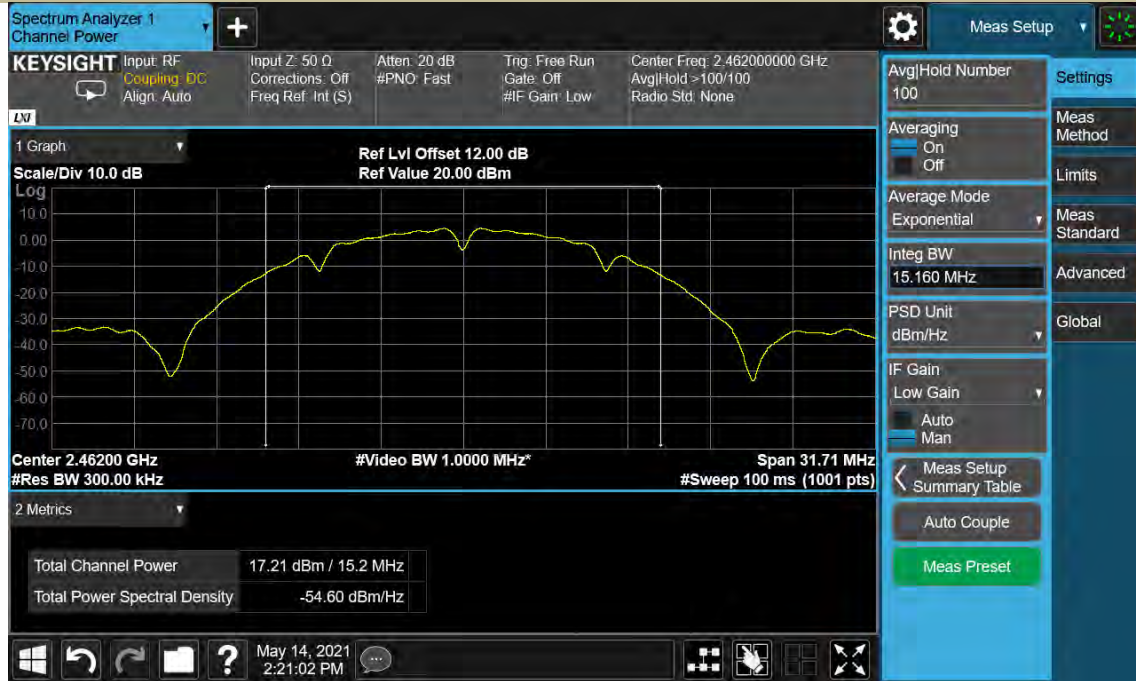 Spectrum Analyzer 1
Channel Power
+
Meas Setup
KEYSIGHT
Input: RF
Coupling: DC
Align: Auto
Input Z: 50 Ω
Corrections: Off
Freq Ref: Int (S)
Atten: 20 dB
#PNO: Fast
Trig: Free Run
Gate: Off
#IF Gain: Low
Center Freq: 2.462000000 GHz
Avg|Hold >100/100
Radio Std: None
LXI
1 Graph
Scale/Div 10.0 dB
Ref Lvl Offset 12.00 dB
Ref Value 20.00 dBm
Log
10.0
0.00
-10.0
-20.0
-30.0
-40.0
-50.0
-60.0
-70.0
Center 2.46200 GHz
#Video BW 1.0000 MHz*
Span 31.71 MHz
#Res BW 300.00 kHz
#Sweep 100 ms (1001 pts)
2 Metrics
Total Channel Power 17.21 dBm / 15.2 MHz
Total Power Spectral Density -54.60 dBm/Hz
?
May 14, 2021
2:21:02 PM
Avg|Hold Number
100
Averaging
On
Off
Average Mode
Exponential
Integ BW
15.160 MHz
PSD Unit
dBm/Hz
IF Gain
Low Gain
Auto
Man
Meas Setup
Summary Table
Auto Couple
Meas Preset
Settings
Meas
Method
Limits
Meas
Standard
Advanced
Global